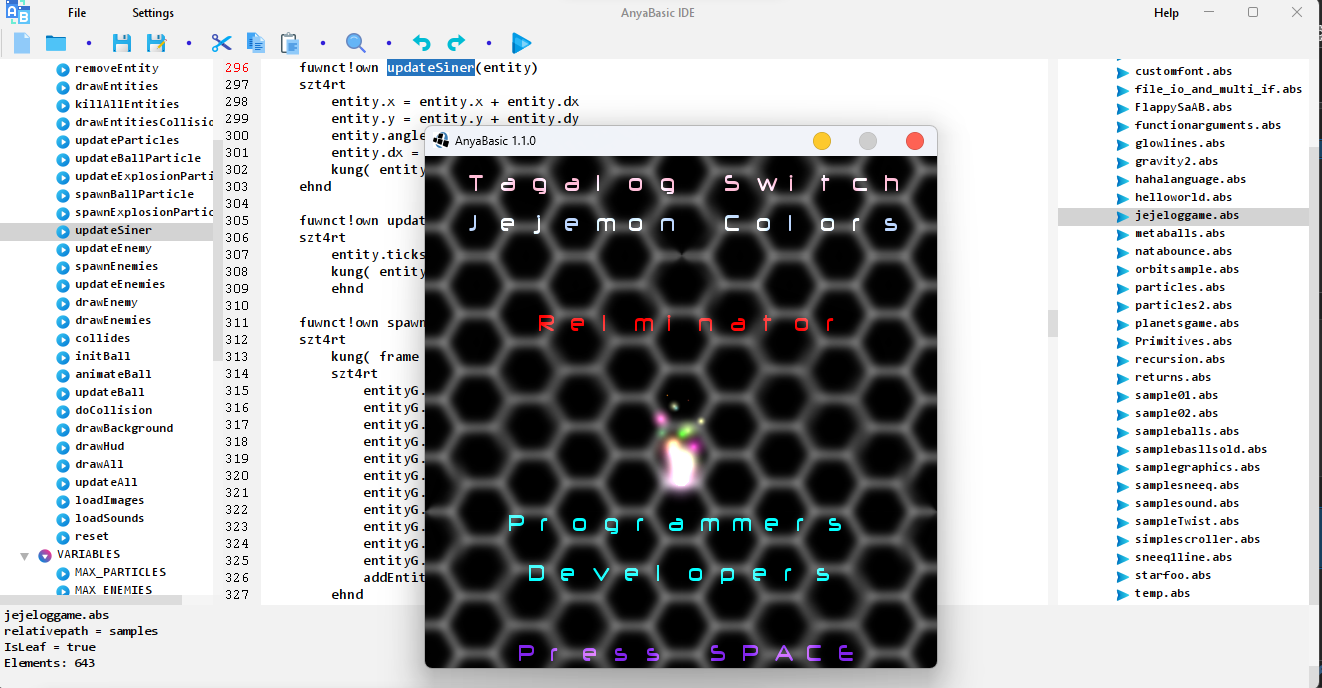 File Settings AnyaBasic IDE Help
removeEntity
drawEntities
killAllEntities
drawEntitiesCollisio
updateParticles
updateBallParticle
updateExplosionParti
spawnBallParticle
spawnExplosionPartic
updateSiner
updateEnemy
spawnEnemies
updateEnemies
drawEnemy
drawEnemies
collides
initBall
animateBall
updateBall
doCollision
drawBackground
drawHud
drawAll
updateAll
loadImages
loadSounds
reset
VARIABLES
MAX_PARTICLES
MAX_ENEMIES
296 fuwnct!own updateSiner(entity)
297 szt4rt
298 entity.x = entity.x + entity.dx
299 entity.y = entity.y + entity.dy
300 entity.angle
301 entity.dx =
302 kung( entity
303 ehnd
304
305 fuwnct!own updat
306 szt4rt
307 entity.ticks
308 kung( entity
309 ehnd
310
311 fuwnct!own spawn
312 szt4rt
313 kung( frame
314 szt4rt
315 entityG.
316 entityG.
317 entityG.
318 entityG.
319 entityG.
320 entityG.
321 entityG.
322 entityG.
323 entityG.
324 entityG.
325 entityG.
326 addEntit
327 ehnd
AnyaBasic 1.1.0
Tagalog Switch
Jejemon Colors
Relminator
Programmers
Developers
Press SPACE
customfont.abs
file_io_and_multi_if.abs
FlappySaAB.abs
functionarguments.abs
glowlines.abs
gravity2.abs
hahalanguage.abs
helloworld.abs
jejeloggame.abs
metaballs.abs
natabounce.abs
orbitsample.abs
particles.abs
particles2.abs
planetsgame.abs
Primitives.abs
recursion.abs
returns.abs
sample01.abs
sample02.abs
sampleballs.abs
samplebasllsold.abs
samplegraphics.abs
samplesneeq.abs
samplesound.abs
sampleTwist.abs
simplescroller.abs
sneeq1line.abs
starfoo.abs
temp.abs
jejeloggame.abs
relativepath = samples
IsLeaf = true
Elements: 643